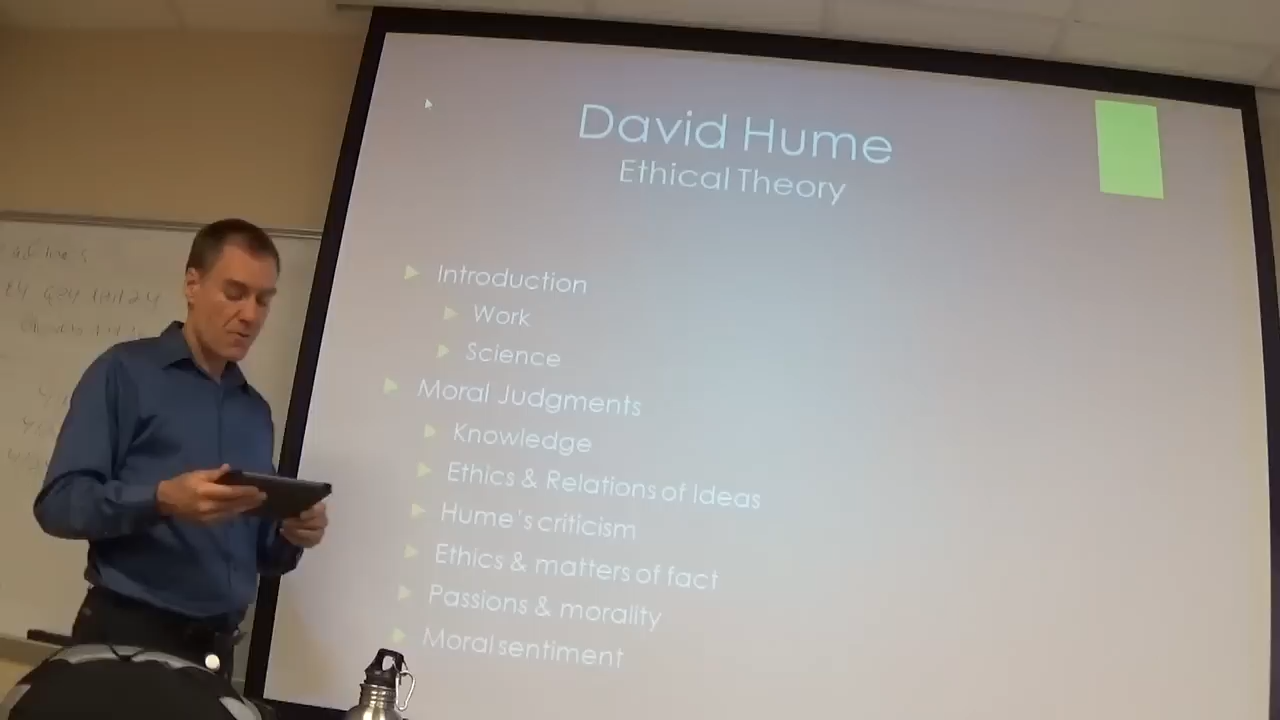 David Hume
Ethical Theory
Introduction
Work
Science
Moral Judgments
Knowledge
Ethics & Relations of Ideas
Hume's criticism
Ethics & matters of fact
Passions & morality
Moral sentiment